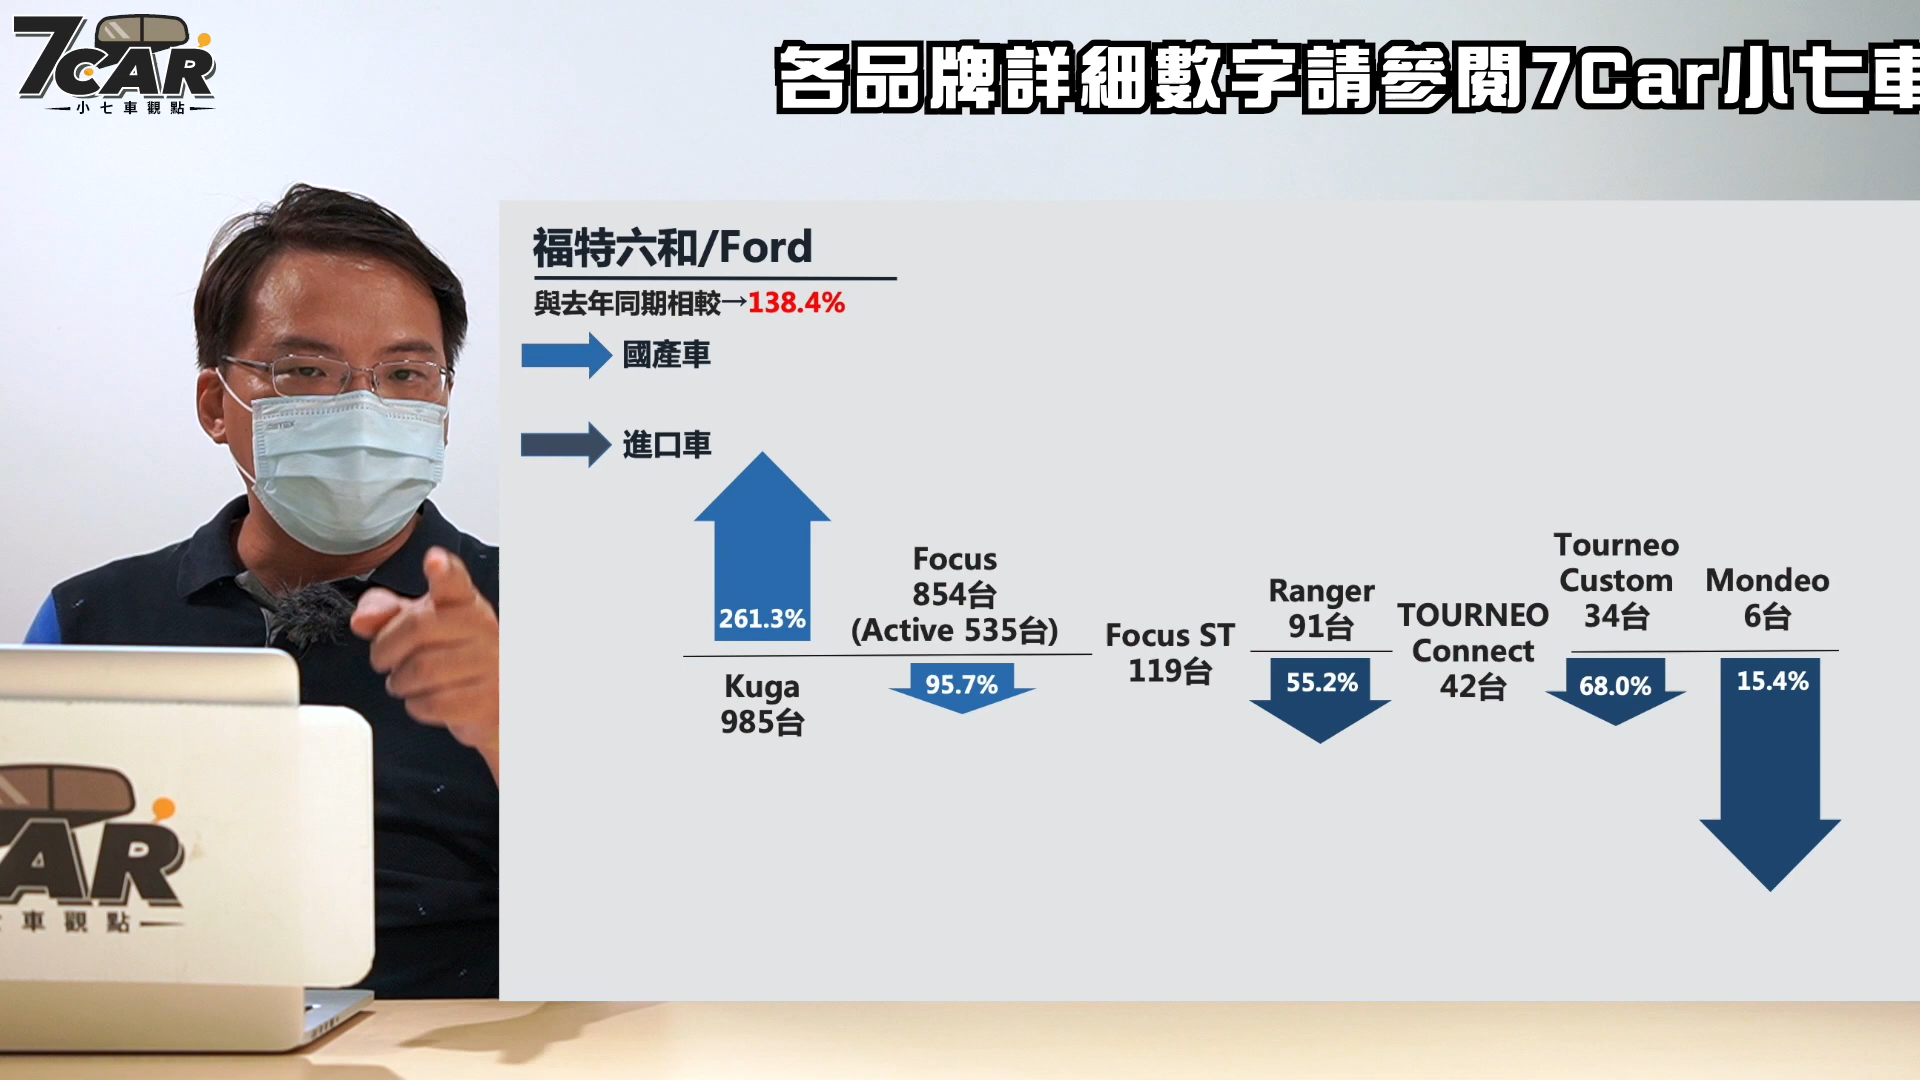 7CAR
小七車觀點
各品牌詳細數字請參閱7Car小七車
福特六和/Ford
與去年同期相較→138.4%
國產車
進口車
261.3%
Kuga
985台
Focus
854台
(Active 535台)
95.7%
Focus ST
119台
Ranger
91台
55.2%
TOURNEO
Connect
42台
Tourneo
Custom
34台
68.0%
Mondeo
6台
15.4%
CAR
車觀點